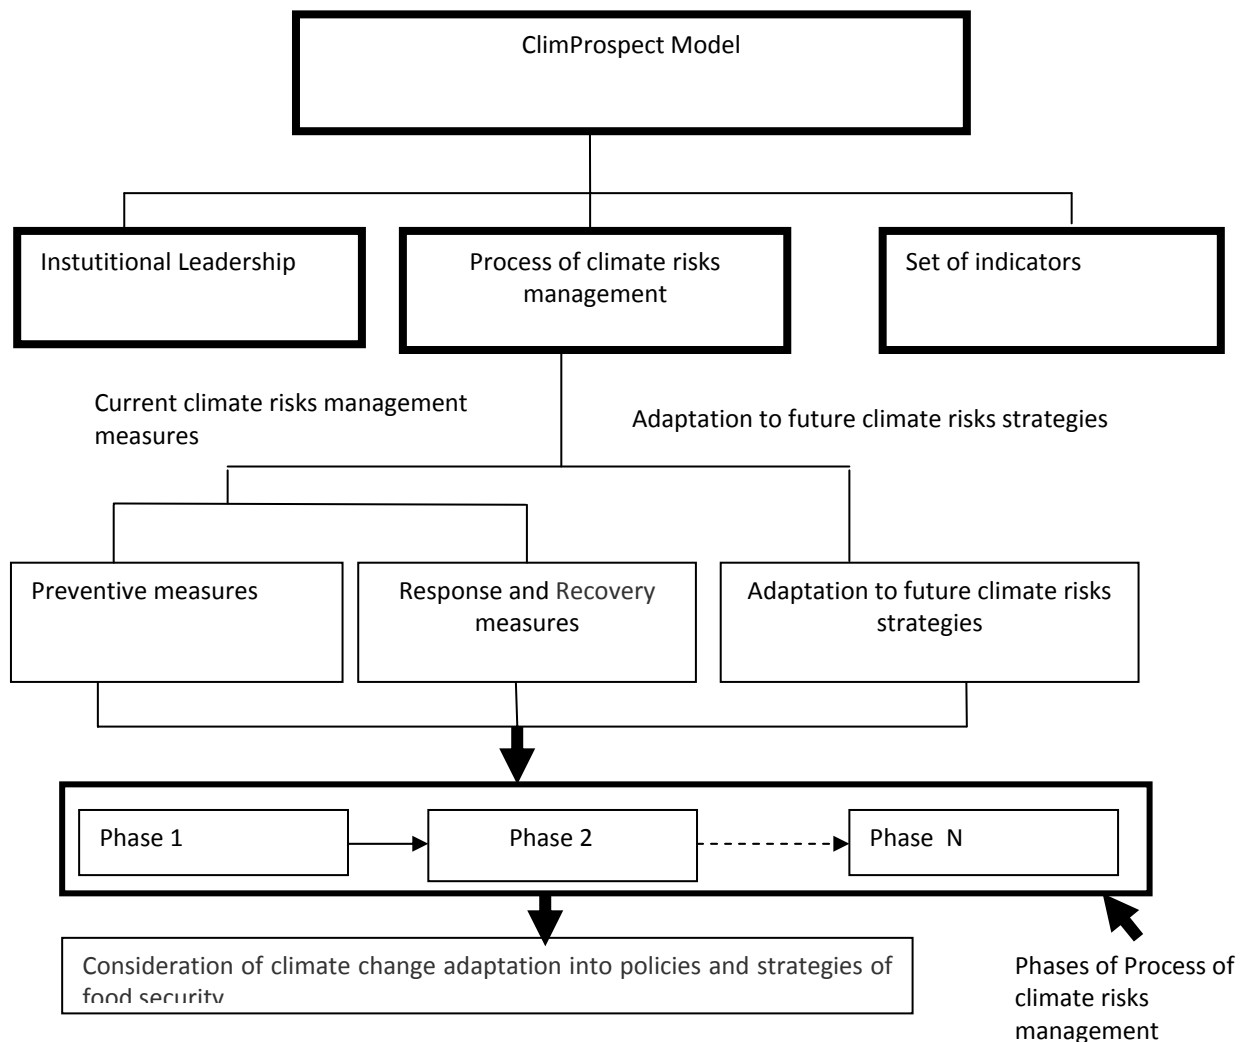 ClimProspect Model
Instutitional Leadership
Process of climate risks
management
Set of indicators
Current climate risks management
measures
Adaptation to future climate risks strategies
Preventive measures
Response and Recovery
measures
Adaptation to future climate risks
strategies
Phase 1
Phase 2
Phase N
Consideration of climate change adaptation into policies and strategies of
food security
Phases of Process of
climate risks
management